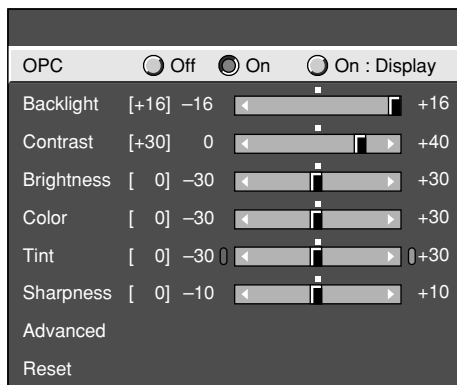 OPC Off On On : Display
Backlight [+16] –16 +16
Contrast [+30] 0 +40
Brightness [ 0] –30 +30
Color [ 0] –30 +30
Tint [ 0] –30 +30
Sharpness [ 0] –10 +10
Advanced
Reset